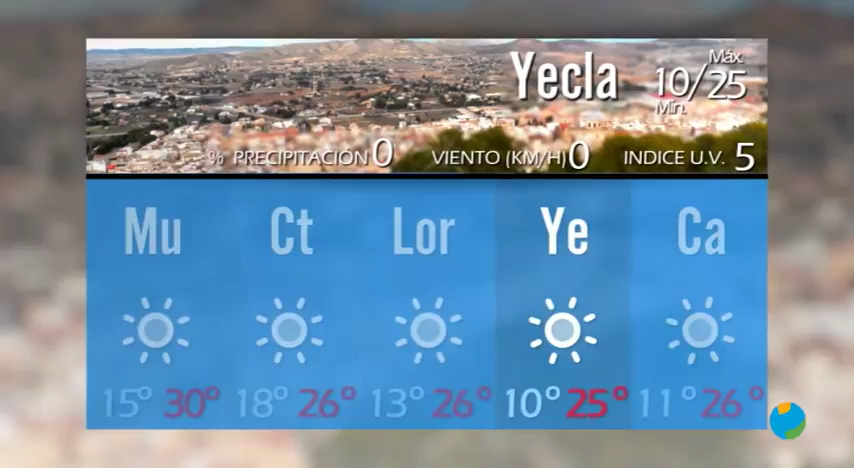 Yecla
Máx.
10/25
Mín.
% PRECIPITACIÓN 0 VIENTO (KM/H) 0 INDICE U.V. 5
Mu Ct Lor Ye Ca
15° 30° 18° 26° 13° 26° 10° 25° 11° 26°